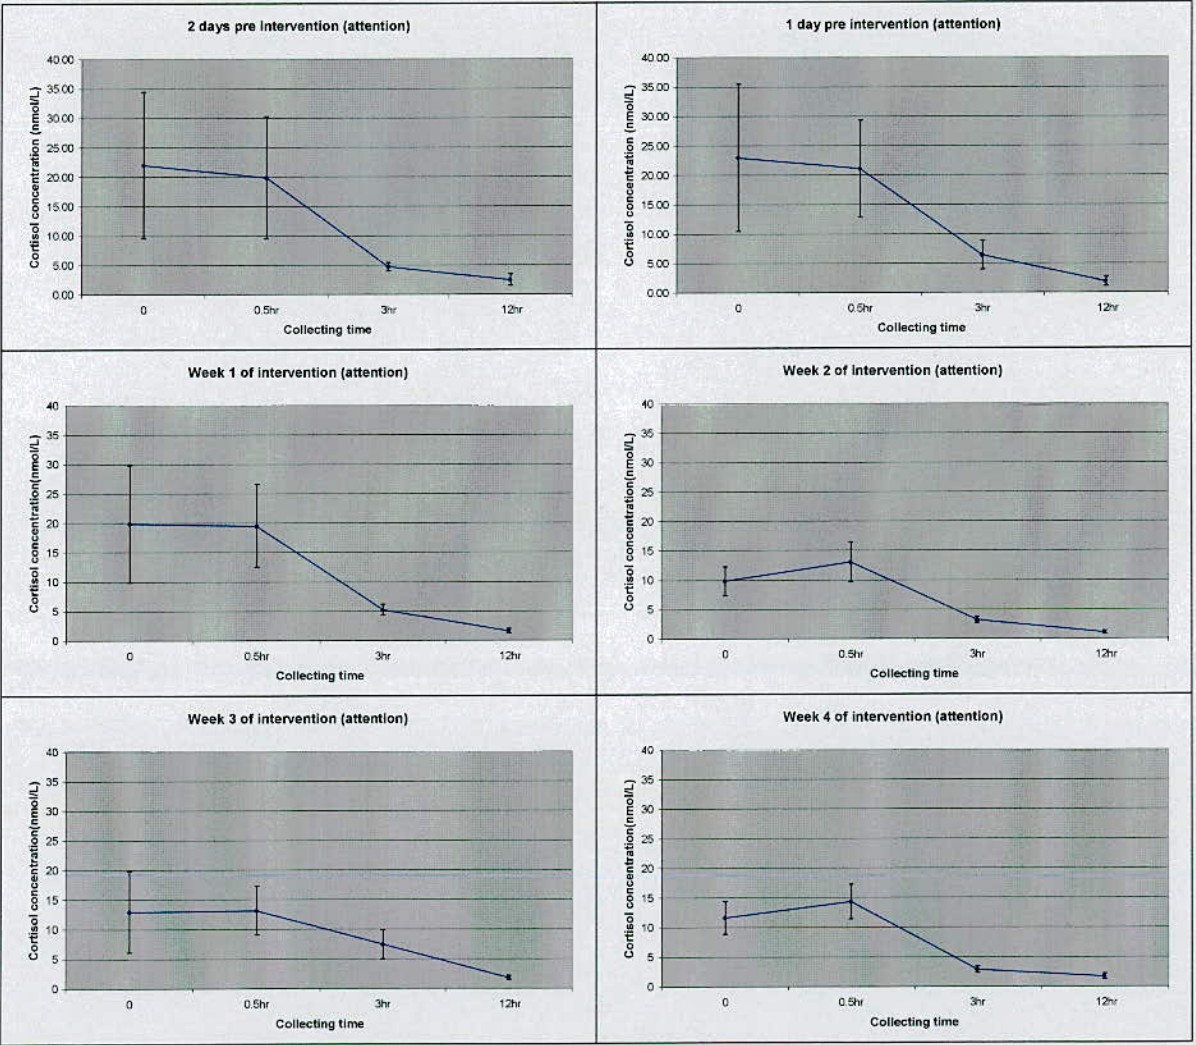 2 days pre intervention (attention)
Cortisol concentration (nmol/L)
40.00
35.00
30.00
25.00
20.00
15.00
10.00
5.00
0.00
0 0.5hr 3hr 12hr
Collecting time
1 day pre intervention (attention)
Cortisol concentration (nmol/L)
40.00
35.00
30.00
25.00
20.00
15.00
10.00
5.00
0.00
0 0.5hr 3hr 12hr
Collecting time
Week 1 of intervention (attention)
Cortisol concentration(nmol/L)
40
35
30
25
20
15
10
5
0
0 0.5hr 3hr 12hr
Collecting time
Week 2 of intervention (attention)
Cortisol concentration(nmol/L)
40
35
30
25
20
15
10
5
0
0 0.5hr 3hr 12hr
Collecting time
Week 3 of intervention (attention)
Cortisol concentration(nmol/L)
40
35
30
25
20
15
10
5
0
0 0.5hr 3hr 12hr
Collecting time
Week 4 of intervention (attention)
Cortisol concentration(nmol/L)
40
35
30
25
20
15
10
5
0
0 0.5hr 3hr 12hr
Collecting time